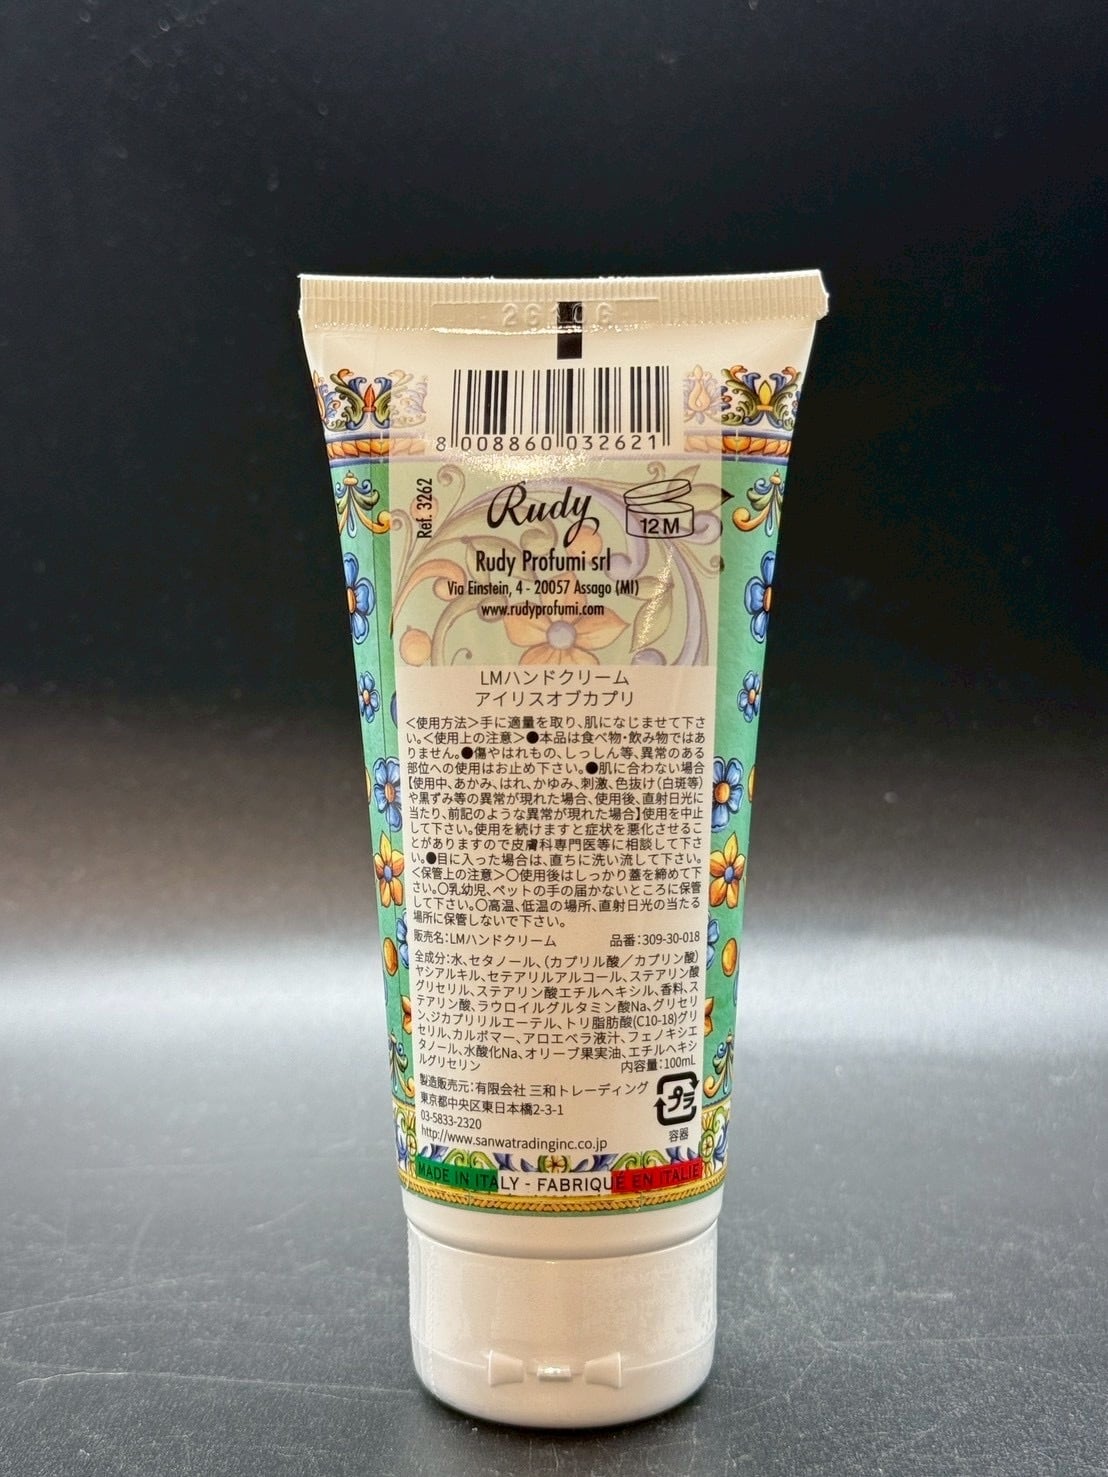 8 008860 032621
Ref. 3262
Rudy
12 M
Rudy Profumi srl
Via Einstein, 4 - 20057 Assago (MI)
www.rudyprofumi.com
LMハンドクリーム
アイリスオブカプリ
<使用方法>手に適量を取り、肌になじませて下さ
い。<使用上の注意>●本品は食べ物・飲み物ではあ
りません。●傷やはれもの、しっしん等、異常のある
部位への使用はお止め下さい。●肌に合わない場合
【使用中、あかみ、はれ、かゆみ、刺激、色抜け(白斑等)
や黒ずみ等の異常が現れた場合、使用後、直射日光に
当たり、前記のような異常が現れた場合】使用を中止
して下さい。使用を続けますと症状を悪化させるこ
とがありますので皮膚科専門医等に相談して下さ
い。●目に入った場合は、直ちに洗い流して下さい。
<保管上の注意>○使用後はしっかり蓋を締めて下
さい。○乳幼児、ペットの手の届かないところに保管
して下さい。○高温、低温の場所、直射日光の当たる
場所に保管しないで下さい。
販売名:LMハンドクリーム 品番:309-30-018
全成分:水、セタノール、(カプリル酸/カプリン酸)
ヤシアルキル、セテアリルアルコール、ステアリン酸
グリセリル、ステアリン酸エチルヘキシル、香料、ス
テアリン酸、ラウロイルグルタミン酸Na、グリセリ
ン、ジカプリリルエーテル、トリ脂肪酸(C10-18)グリ
セリル、カルボマー、アロエベラ液汁、フェノキシエ
タノール、水酸化Na、オリーブ果実油、エチルヘキシ
ルグリセリン 内容量:100mL
製造販売元:有限会社 三和トレーディング
東京都中央区東日本橋2-3-1
03-5833-2320
http://www.sanwatradinginc.co.jp
プラ
容器
MADE IN ITALY - FABRIQUÉ EN ITALIE